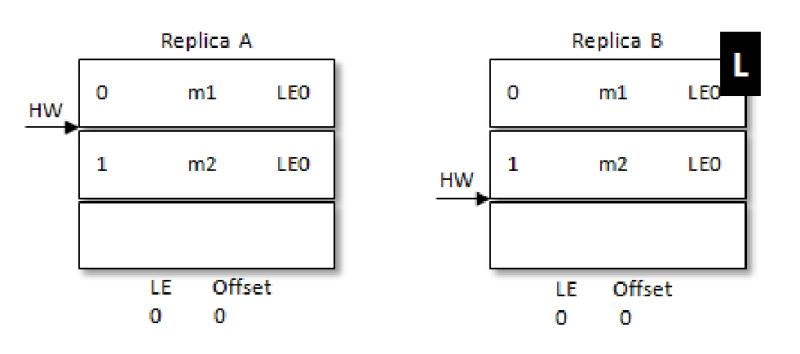 Replica A
0 m1 LE0
HW
1 m2 LE0
LE Offset
0 0
Replica B
L
0 m1 LE0
1 m2 LE0
HW
LE Offset
0 0